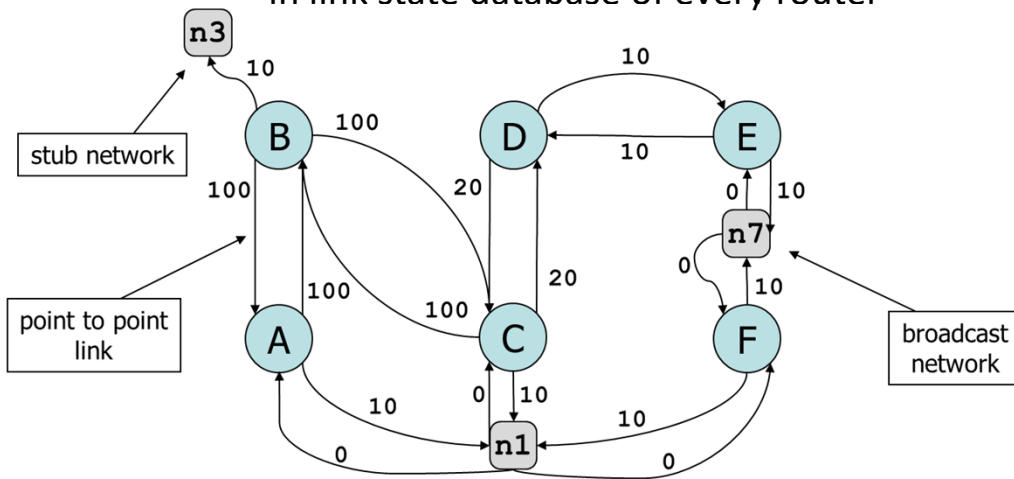 in link state database of every router
n3
10
10
B
100
D
E
stub network
10
100
20
0
10
n7
0
20
100
10
point to point
link
100
A
C
F
broadcast
network
0
10
10
10
n1
0
0